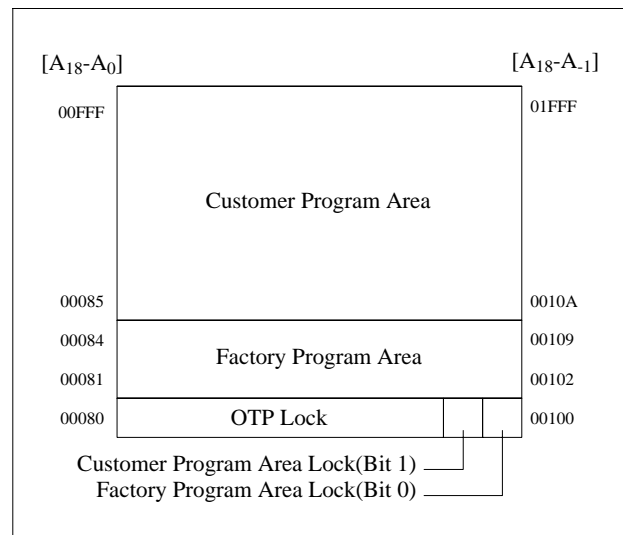 [A18-A0] [A18-A-1]
00FFF 01FFF
Customer Program Area
00085 0010A
00084 00109
Factory Program Area
00081 00102
00080 OTP Lock 00100
Customer Program Area Lock(Bit 1)
Factory Program Area Lock(Bit 0)